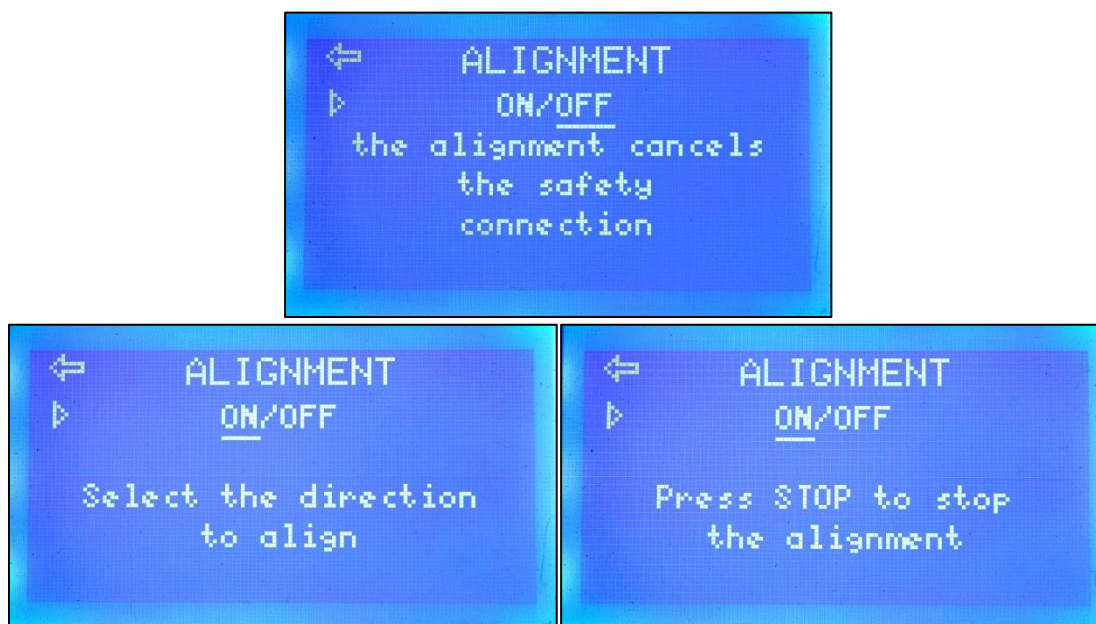 ALIGNMENT
ON/OFF
the alignment cancels
the safety
connection
ALIGNMENT
ON/OFF
Select the direction
to align
ALIGNMENT
ON/OFF
Press STOP to stop
the alignment